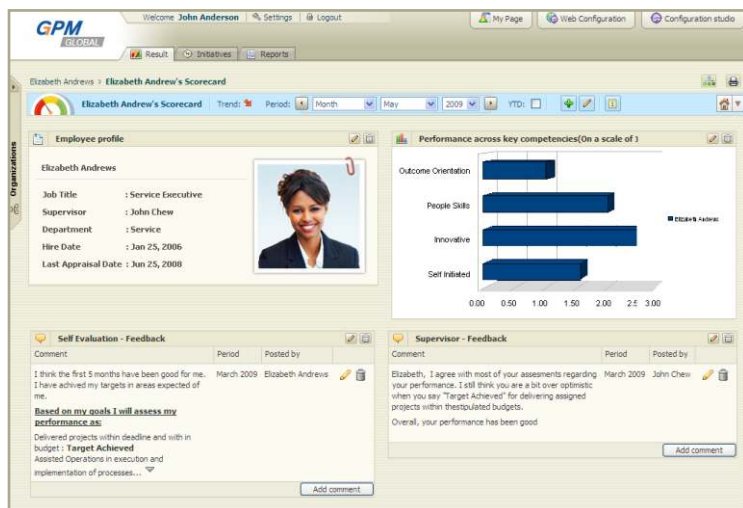 GPM
GLOBAL
Welcome John Anderson | Settings | Logout
My Page
Web Configuration
Configuration studio
Result
Initiatives
Reports
Elizabeth Andrews > Elizabeth Andrew's Scorecard
Elizabeth Andrew's Scorecard Trend: Period: Month May 2009 YTD:
Organizations
Employee profile
Elizabeth Andrews
Job Title : Service Executive
Supervisor : John Chew
Department : Service
Hire Date : Jan 25, 2006
Last Appraisal Date : Jun 25, 2008
Performance across key competencies(On a scale of )
Outcome Orientation
People Skills
Innovative
Self Initiated
Elizabeth Andrews
0.00 0.50 1.00 1.50 2.00 2.5 3.00
Self Evaluation - Feedback
Comment Period Posted by
I think the first 5 months have been good for me. March 2009 Elizabeth Andrews
I have achived my targets in areas expected of
me.
Based on my goals I will assess my
performance as:
Delivered projects within deadline and with in
budget : Target Achieved
Assisted Operations in execution and
implementation of processes...
Add comment
Supervisor - Feedback
Comment Period Posted by
Elizabeth, I agree with most of your assesments regarding March 2009 John Chew
your performance. I still think you are a bit over optimistic
when you say "Target Achieved" for delivering assigned
projects within thestipulated budgets.
Overall, your performance has been good
Add comment